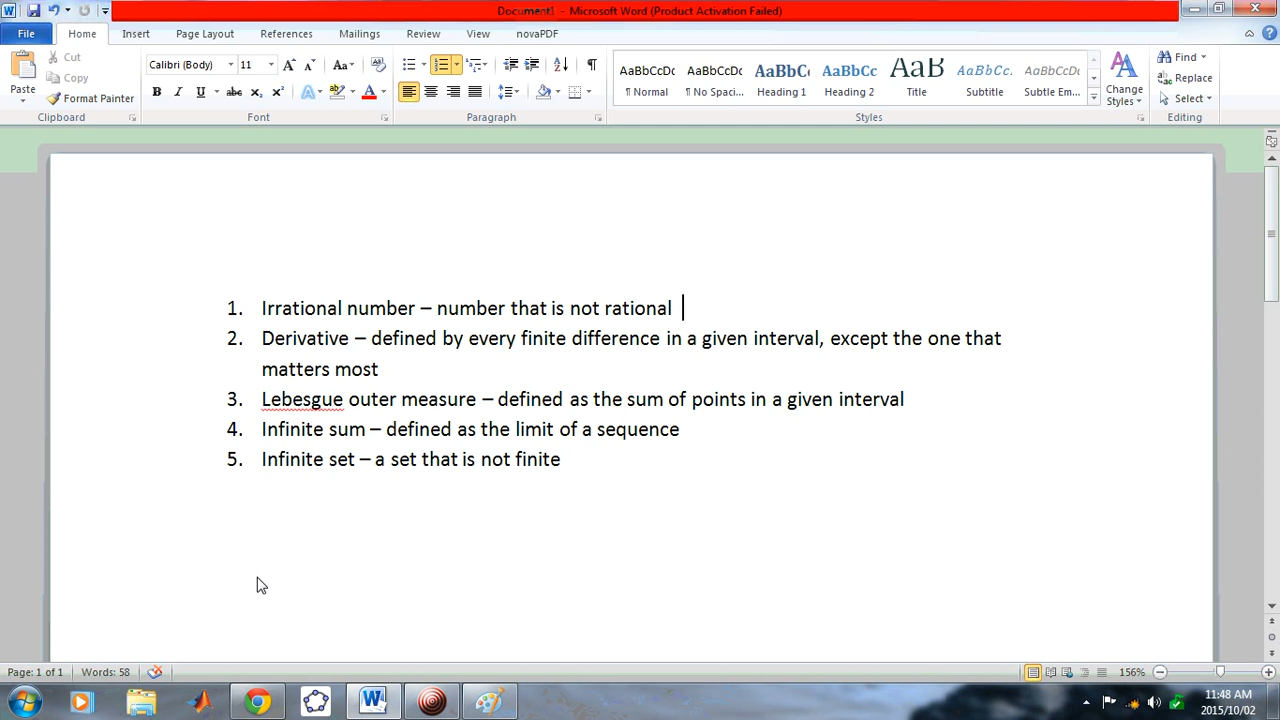 Document1 - Microsoft Word (Product Activation Failed)
File Home Insert Page Layout References Mailings Review View novaPDF
Cut
Copy
Format Painter
Paste
Clipboard
Calibri (Body) 11
Font
Paragraph
AaBbCcDc AaBbCcDc AaBbCc AaBbCc AaB AaBbCc. AaBbCcDc
¶ Normal ¶ No Spaci... Heading 1 Heading 2 Title Subtitle Subtle Em...
Styles
Change Styles
Find
Replace
Select
Editing
1. Irrational number – number that is not rational
2. Derivative – defined by every finite difference in a given interval, except the one that
matters most
3. Lebesgue outer measure – defined as the sum of points in a given interval
4. Infinite sum – defined as the limit of a sequence
5. Infinite set – a set that is not finite
Page: 1 of 1 Words: 58 156%
11:48 AM
2015/10/02